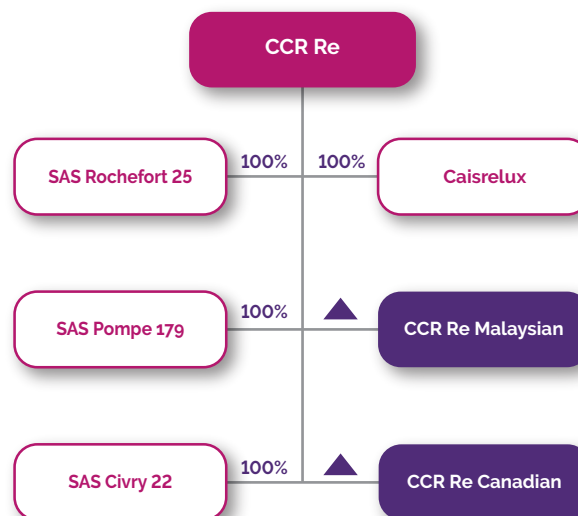 CCR Re
SAS Rochefort 25
100%
100%
Caisrelux
SAS Pompe 179
100%
CCR Re Malaysian
SAS Civry 22
100%
CCR Re Canadian